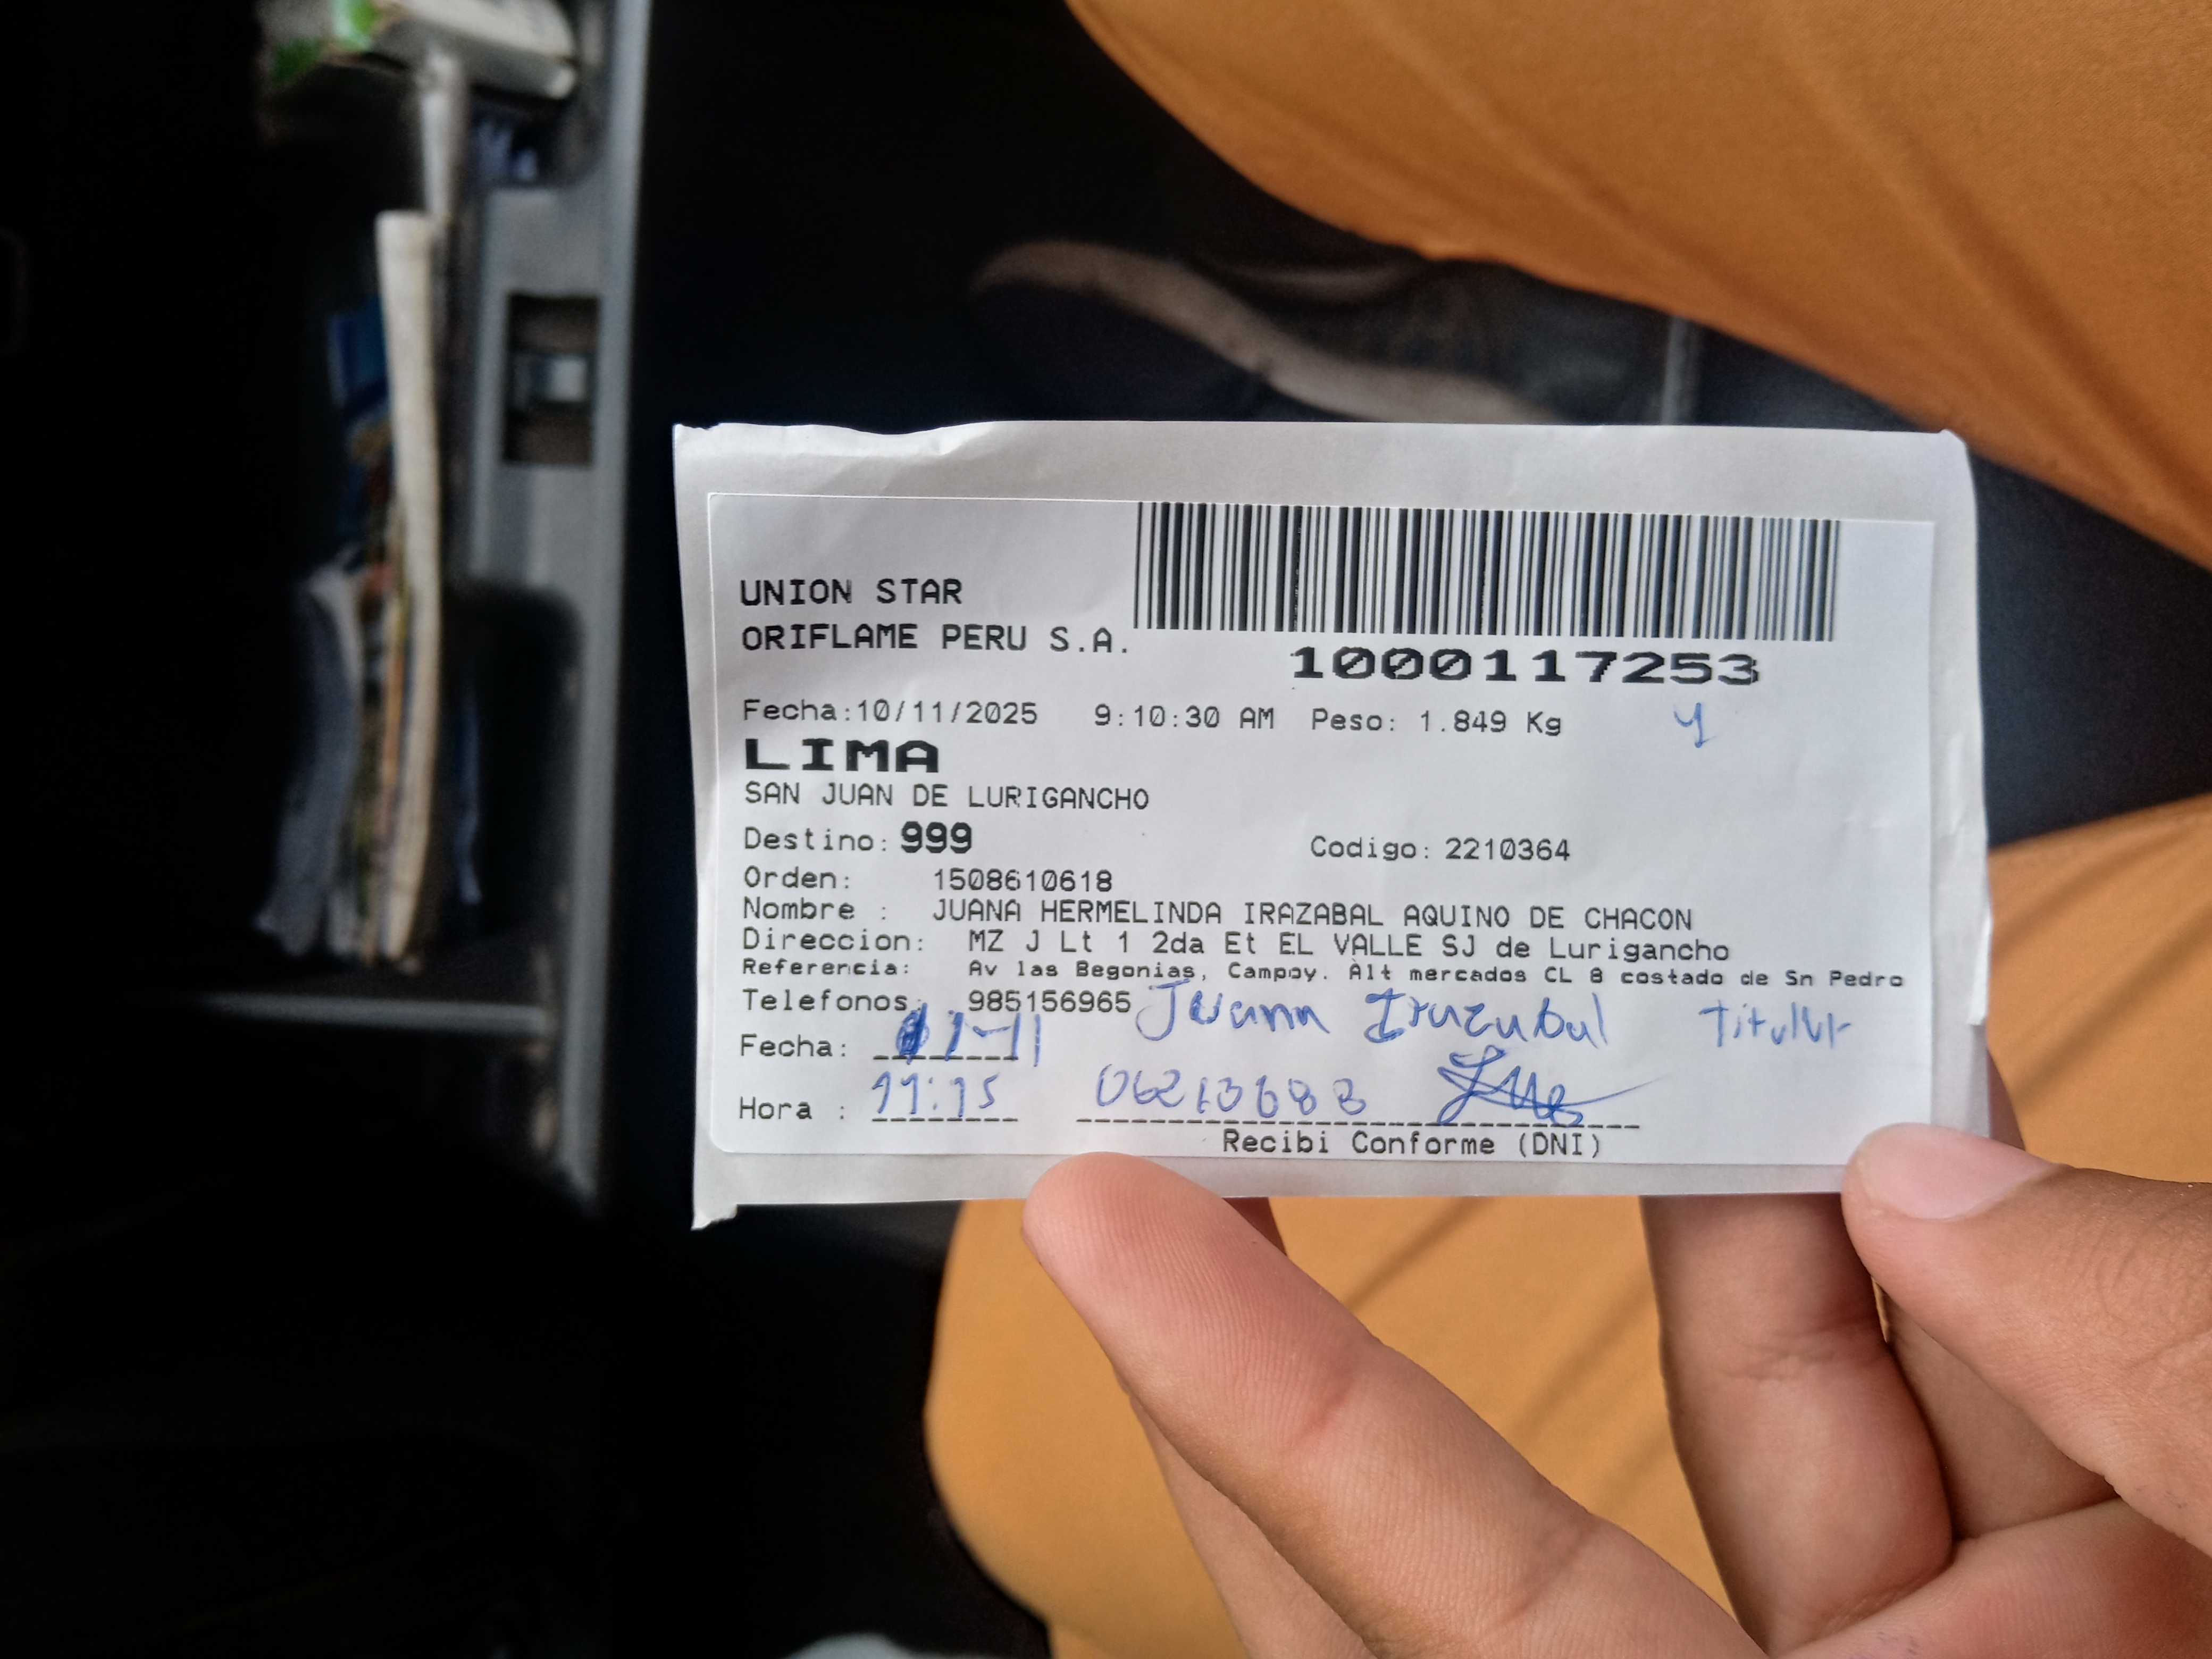 UNION STAR
ORIFLAME PERU S.A.
1000117253
Fecha:10/11/2025 9:10:30 AM Peso: 1.849 Kg
LIMA
SAN JUAN DE LURIGANCHO
Destino: 999 Codigo: 2210364
Orden: 1508610618
Nombre : JUANA HERMELINDA IRAZABAL AQUINO DE CHACON
Direccion: MZ J Lt 1 2da Et EL VALLE SJ de Lurigancho
Referencia: Av las Begonias, Campoy. Alt mercados CL 8 costado de Sn Pedro
Telefonos: 985156965 Juana Irazabal Titular
Fecha: 11-11
Hora : 11:15
Recibi Conforme (DNI)